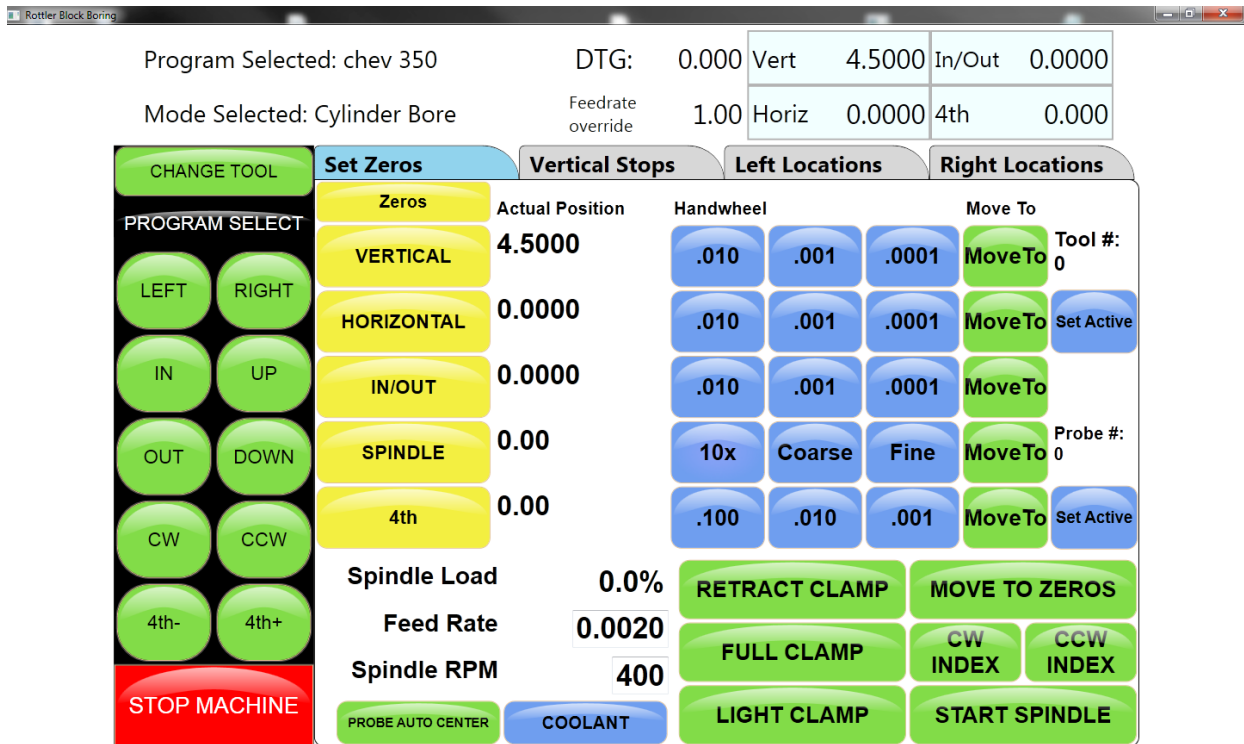 Rottler Block Boring
Program Selected: chev 350
DTG: 0.000
Vert 4.5000
In/Out 0.0000
Mode Selected: Cylinder Bore
Feedrate
override
1.00
Horiz 0.0000
4th 0.000
CHANGE TOOL
PROGRAM SELECT
LEFT
RIGHT
IN
UP
OUT
DOWN
CW
CCW
4th-
4th+
STOP MACHINE
Set Zeros
Vertical Stops
Left Locations
Right Locations
Zeros
Actual Position
Handwheel
Move To
VERTICAL
4.5000
.010
.001
.0001
MoveTo
Tool #:
0
HORIZONTAL
0.0000
.010
.001
.0001
MoveTo
Set Active
IN/OUT
0.0000
.010
.001
.0001
MoveTo
SPINDLE
0.00
10x
Coarse
Fine
MoveTo
Probe #:
0
4th
0.00
.100
.010
.001
MoveTo
Set Active
Spindle Load 0.0%
Feed Rate 0.0020
Spindle RPM 400
PROBE AUTO CENTER
COOLANT
RETRACT CLAMP
MOVE TO ZEROS
FULL CLAMP
CW
INDEX
CCW
INDEX
LIGHT CLAMP
START SPINDLE